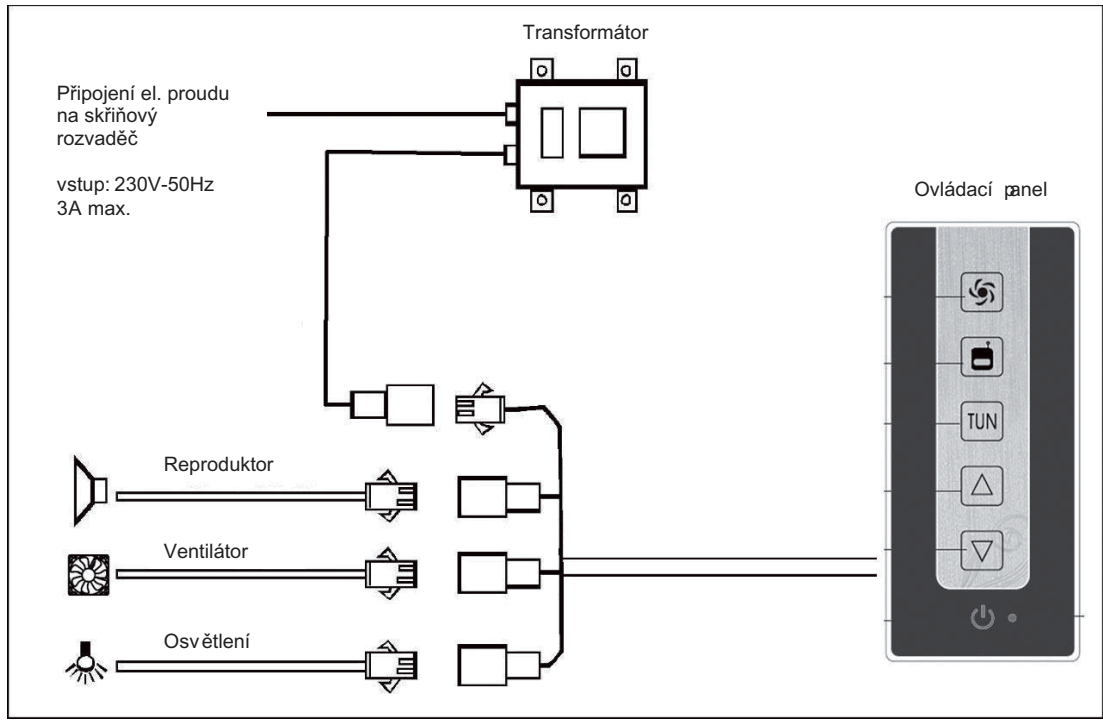 Transformátor
Připojení el. proudu
na skříňový
rozvaděč
vstup: 230V-50Hz
3A max.
Ovládací panel
TUN
Reproduktor
Ventilátor
Osvětlení